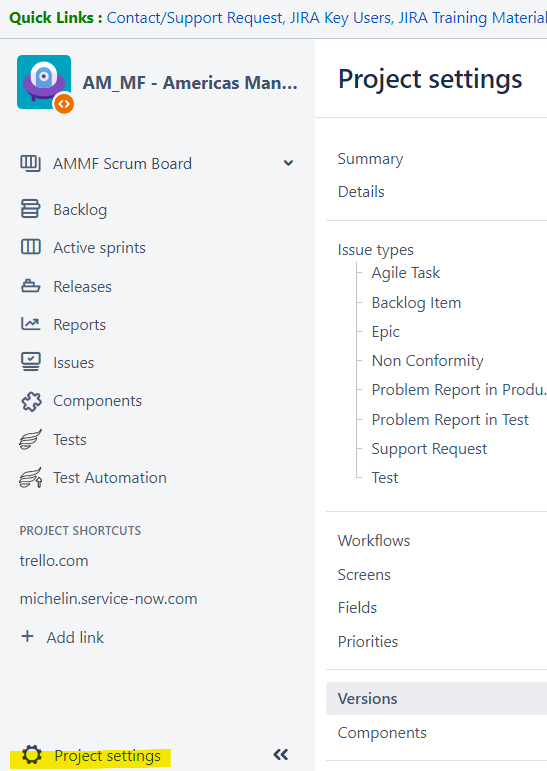 Quick Links : Contact/Support Request, JIRA Key Users, JIRA Training Material
AM_MF - Americas Man...
AMMF Scrum Board
Backlog
Active sprints
Releases
Reports
Issues
Components
Tests
Test Automation
PROJECT SHORTCUTS
trello.com
michelin.service-now.com
+ Add link
Project settings
Project settings
Summary
Details
Issue types
Agile Task
Backlog Item
Epic
Non Conformity
Problem Report in Produ...
Problem Report in Test
Support Request
Test
Workflows
Screens
Fields
Priorities
Versions
Components